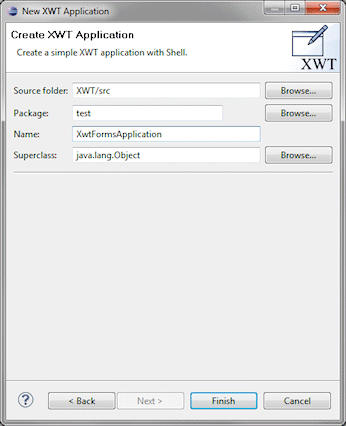 New XWT Application
Create XWT Application
Create a simple XWT application with Shell.
XWT
Source folder: XWT/src Browse...
Package: test Browse...
Name: XwtFormsApplication
Superclass: java.lang.Object Browse...
? < Back Next > Finish Cancel